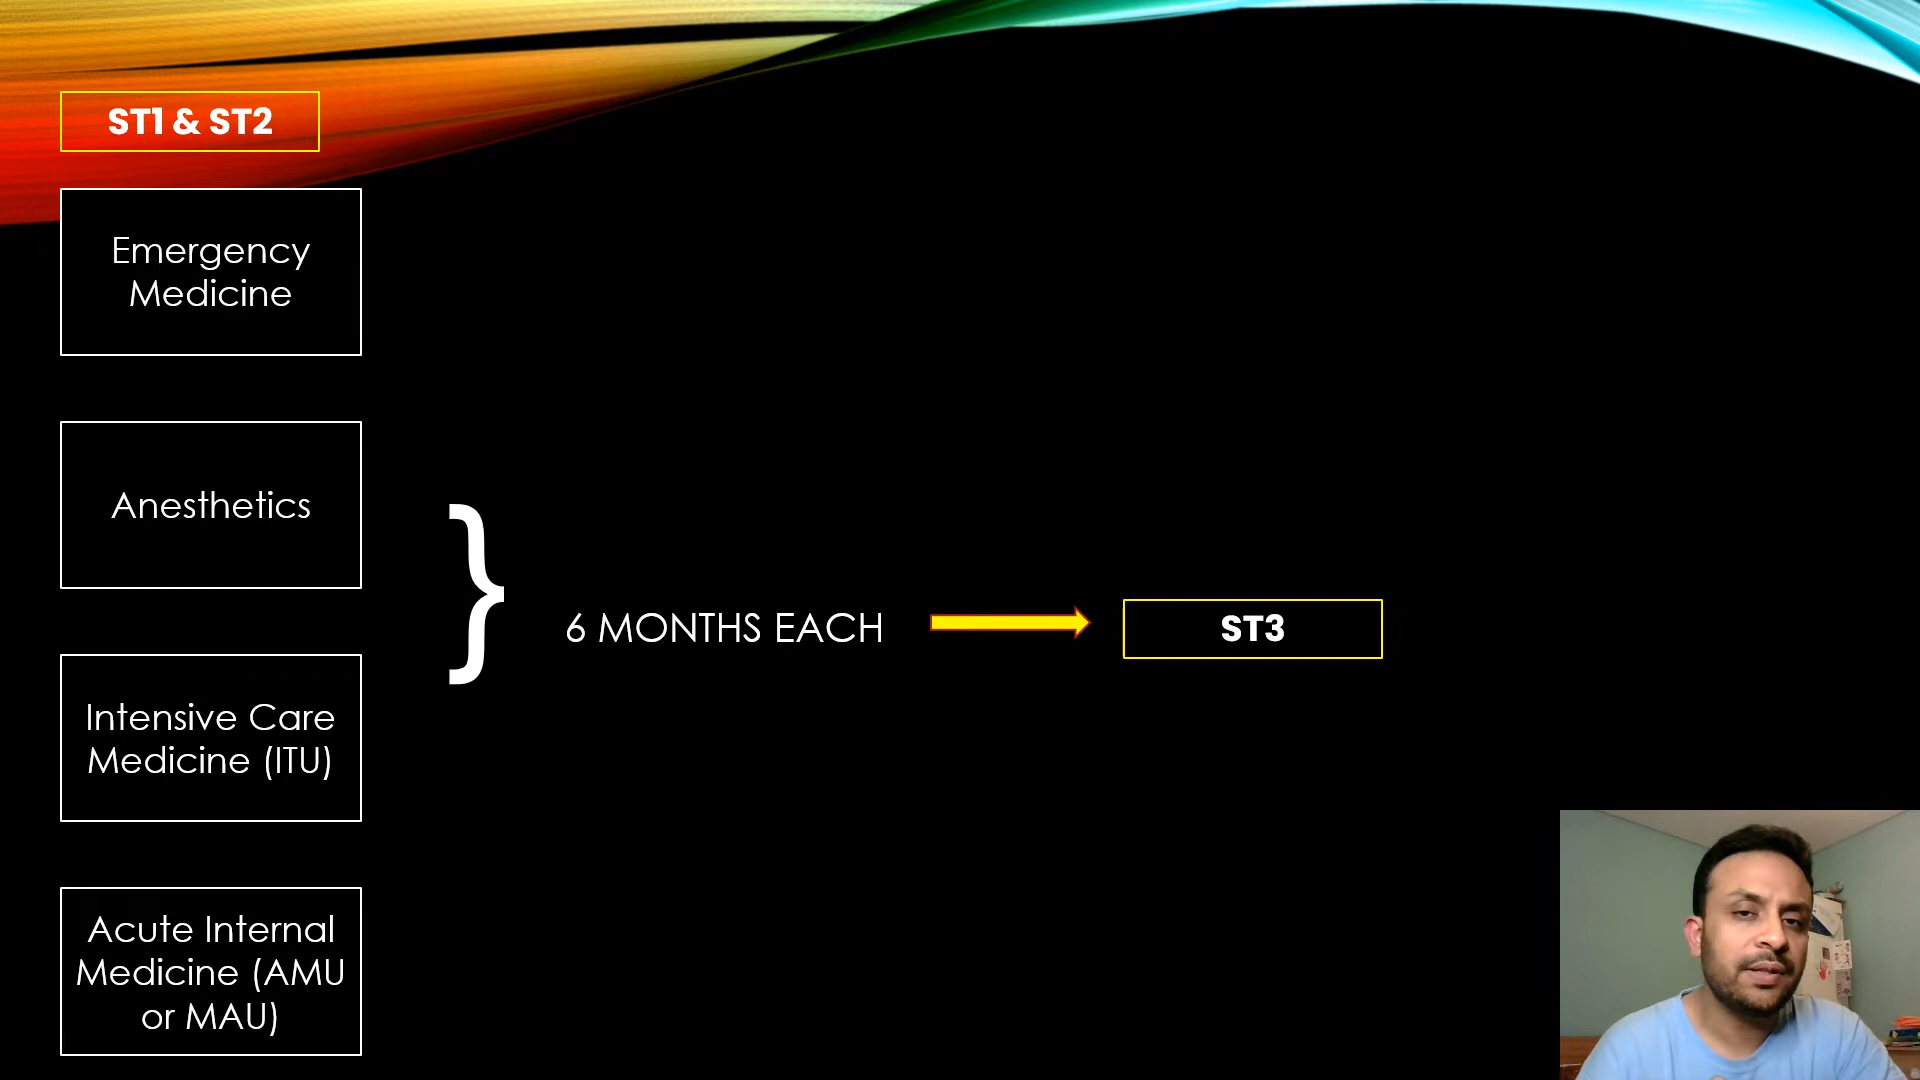 ST1 & ST2
Emergency
Medicine
Anesthetics
Intensive Care
Medicine (ITU)
Acute Internal
Medicine (AMU
or MAU)
}
6 MONTHS EACH
ST3